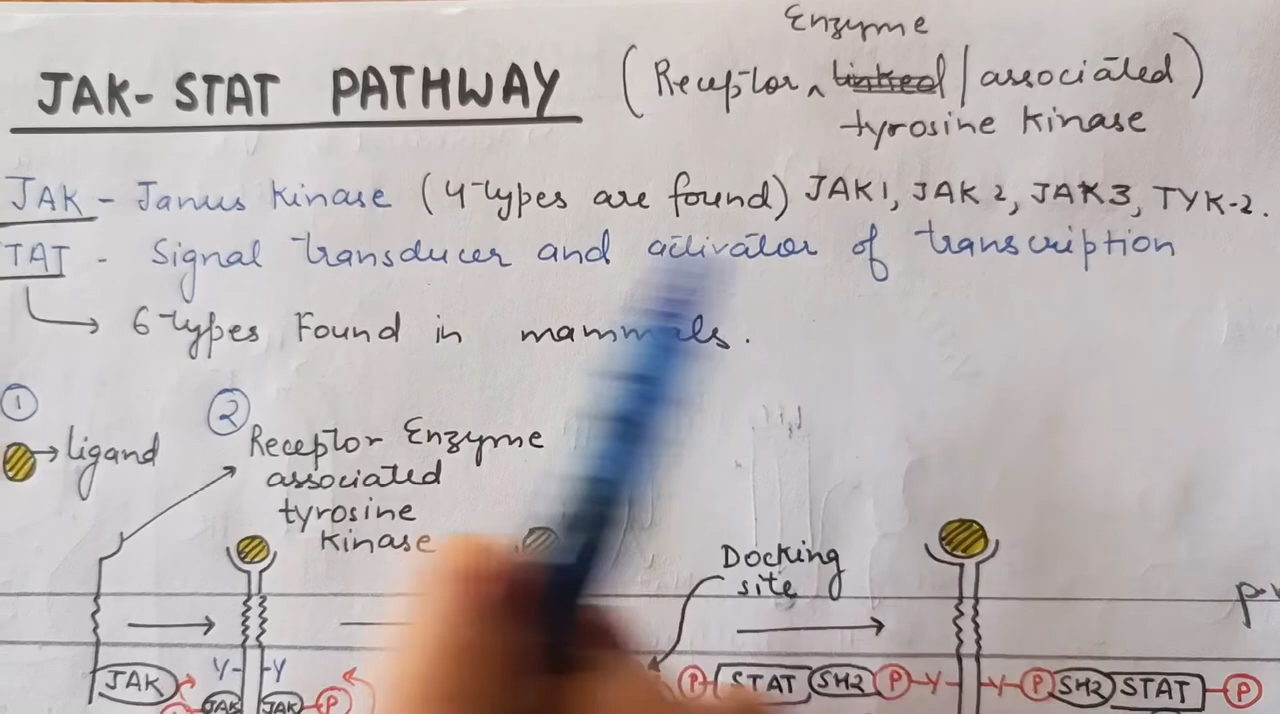 Enzyme
JAK-STAT PATHWAY (Receptor ^ linked / associated)
tyrosine kinase
JAK - Janus kinase (4-types are found) JAK1, JAK 2, JAK3, TYK-2.
TAT - Signal transducer and activator of transcription
6-types Found in mammals.
1
2
ligand
Receptor Enzyme
associated
tyrosine
kinase
Docking
site
JAK
Y Y
JAK JAK P
P STAT SH2 P Y Y P SH2 STAT P